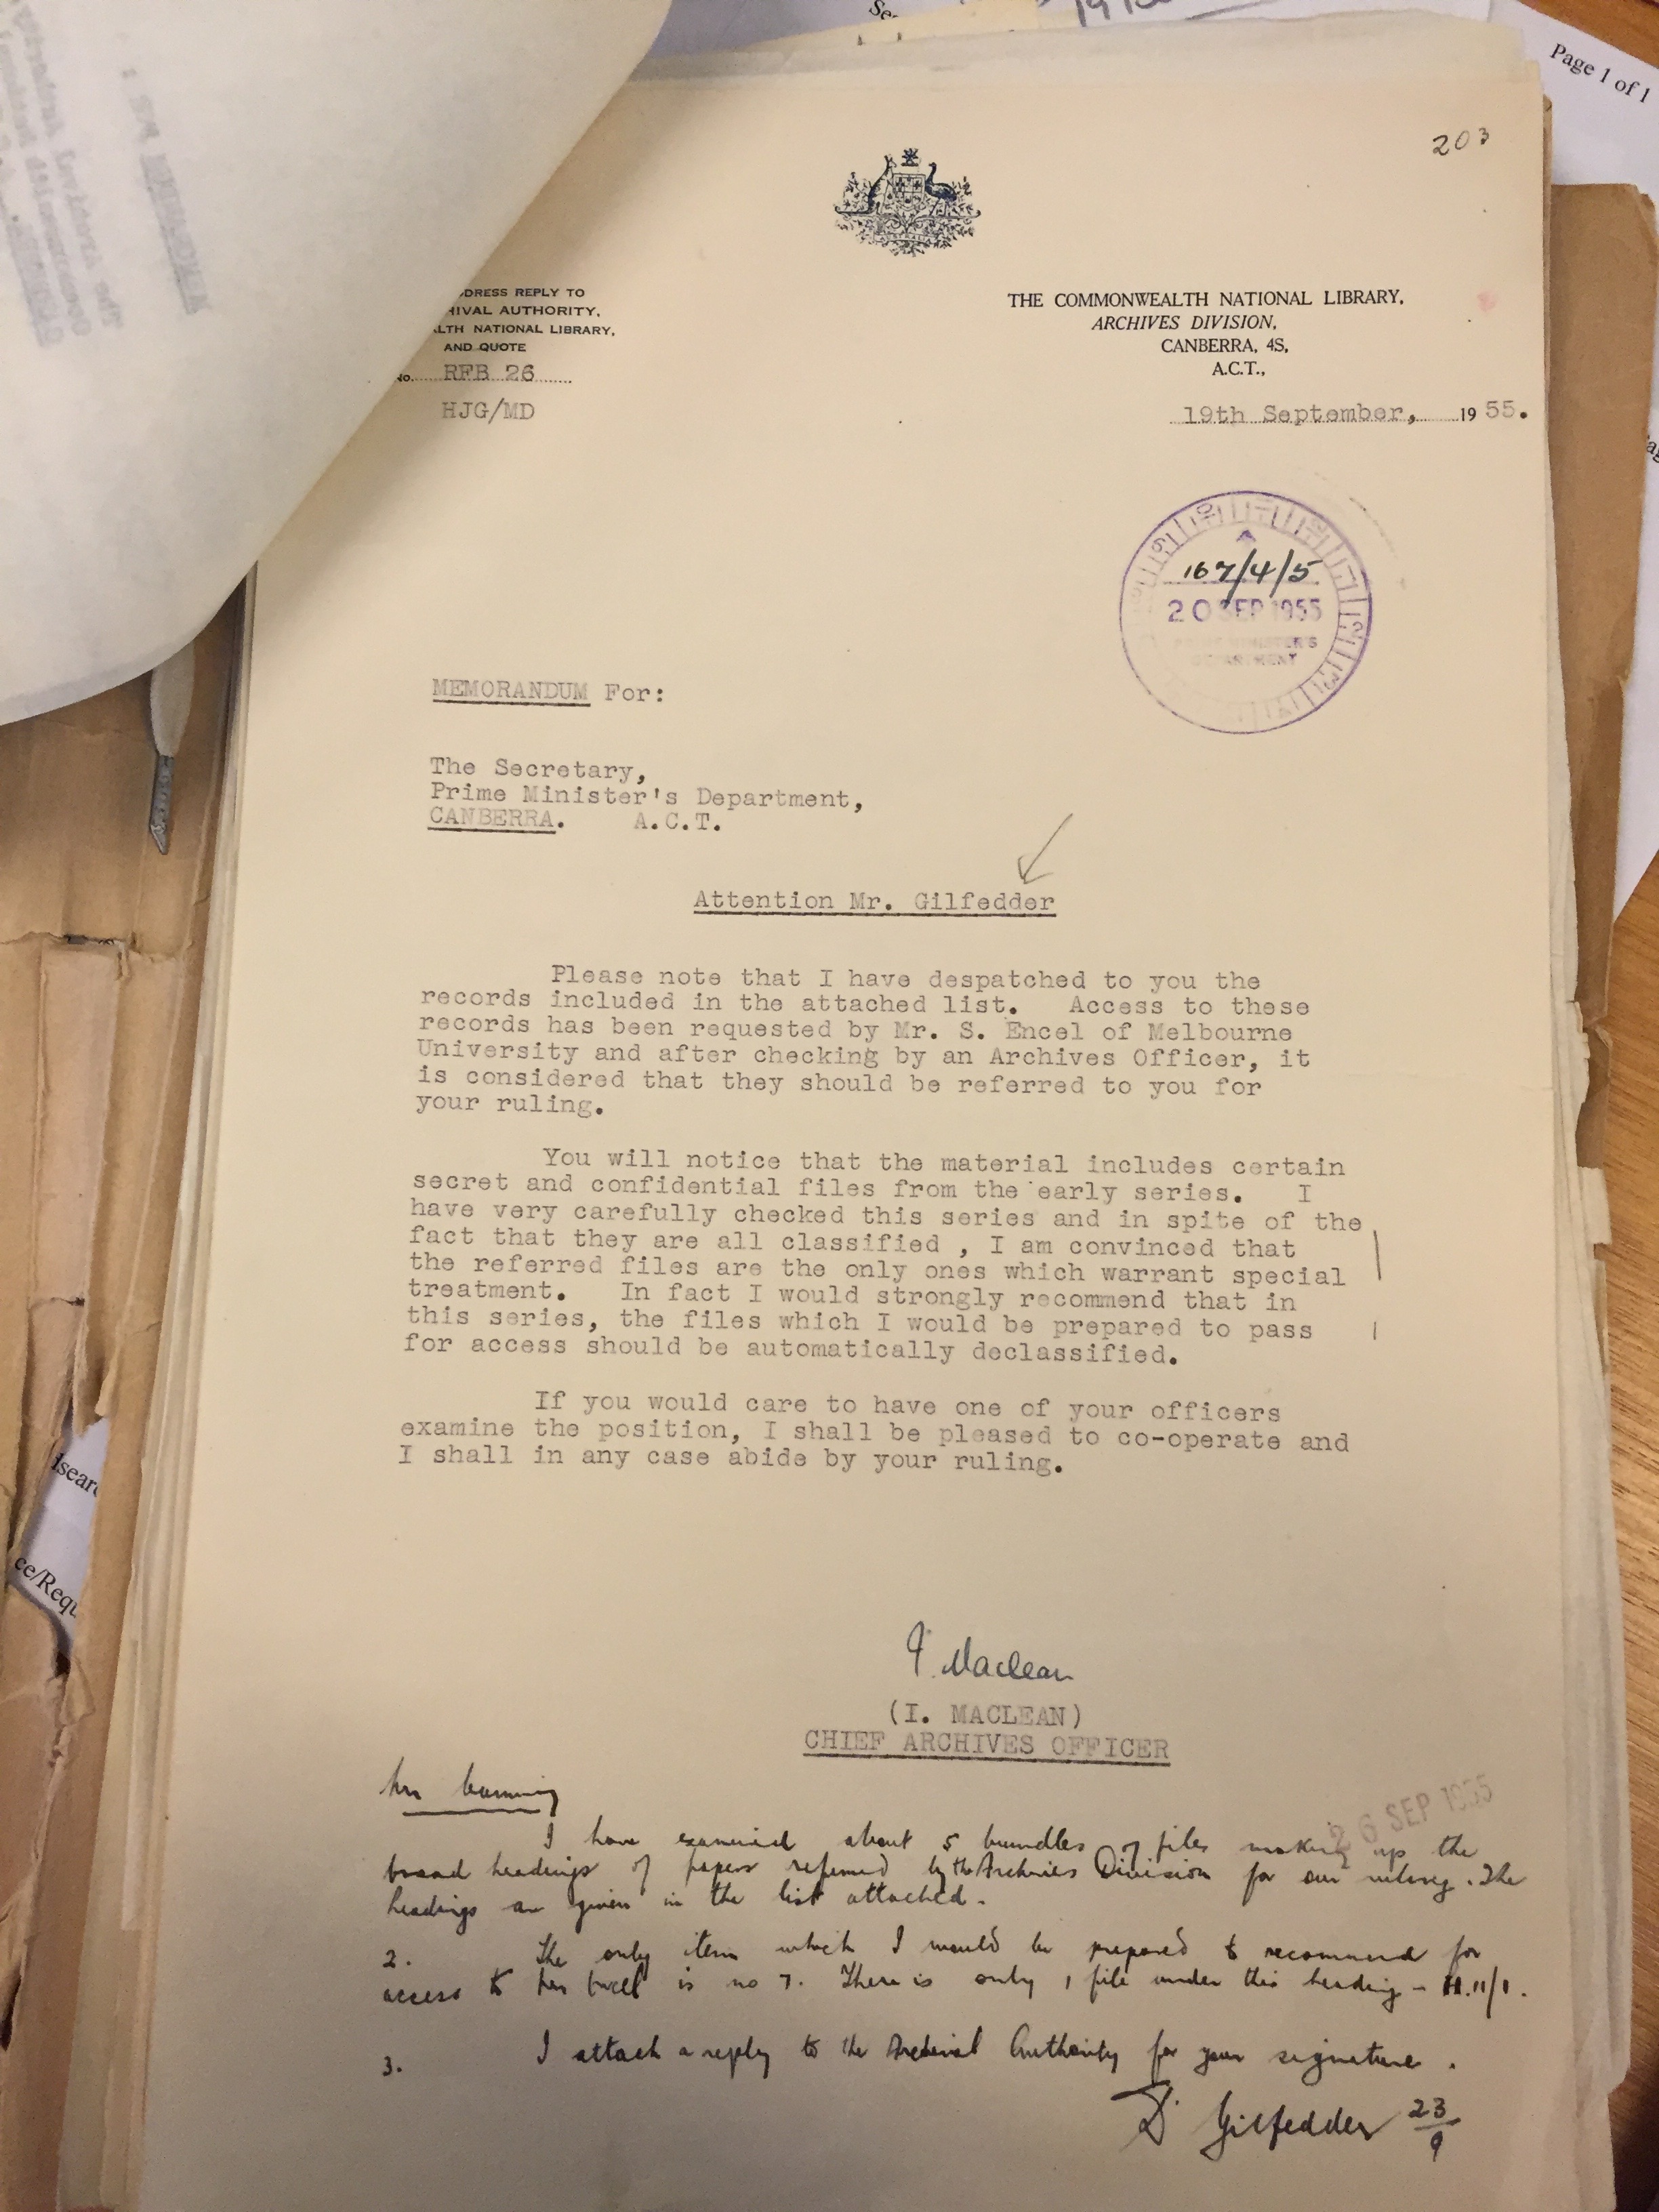 Page 1 of 1
203
DRESS REPLY TO
HIVAL AUTHORITY,
LTH NATIONAL LIBRARY,
AND QUOTE
No. RFB 26
HJG/MD
THE COMMONWEALTH NATIONAL LIBRARY,
ARCHIVES DIVISION,
CANBERRA, 4S,
A.C.T.,
19th September, 1955.
167/4/5
20 SEP 1955
MINISTER'S
DEPARTMENT
MEMORANDUM For:
The Secretary,
Prime Minister's Department,
CANBERRA. A.C.T.
Attention Mr. Gilfedder
Please note that I have despatched to you the
records included in the attached list. Access to these
records has been requested by Mr. S. Encel of Melbourne
University and after checking by an Archives Officer, it
is considered that they should be referred to you for
your ruling.
You will notice that the material includes certain
secret and confidential files from the early series. I
have very carefully checked this series and in spite of the
fact that they are all classified , I am convinced that
the referred files are the only ones which warrant special
treatment. In fact I would strongly recommend that in
this series, the files which I would be prepared to pass
for access should be automatically declassified.
If you would care to have one of your officers
examine the position, I shall be pleased to co-operate and
I shall in any case abide by your ruling.
I. Maclean
(I. MACLEAN)
CHIEF ARCHIVES OFFICER
26 SEP 1955
I have examined about 5 bundles of files making up the
broad headings of papers referred by the Archives Division for our ruling. The
headings are given in the list attached.
2. The only item which I would be prepared to recommend for
access to is no 7. There is only 1 file under this heading - H.11/1.
3. I attach a reply to the Archival Authority for your signature.
D Gilfedder 23/9